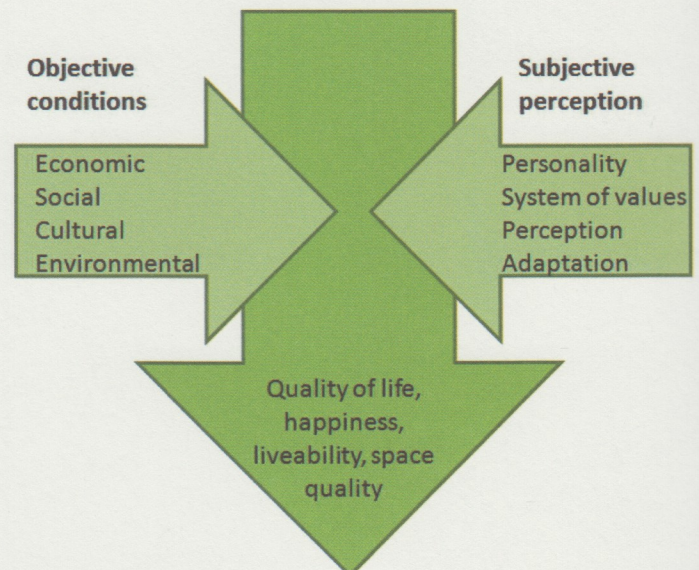 Objective
conditions
Economic
Social
Cultural
Environmental
Subjective
perception
Personality
System of values
Perception
Adaptation
Quality of life,
happiness,
liveability, space
quality